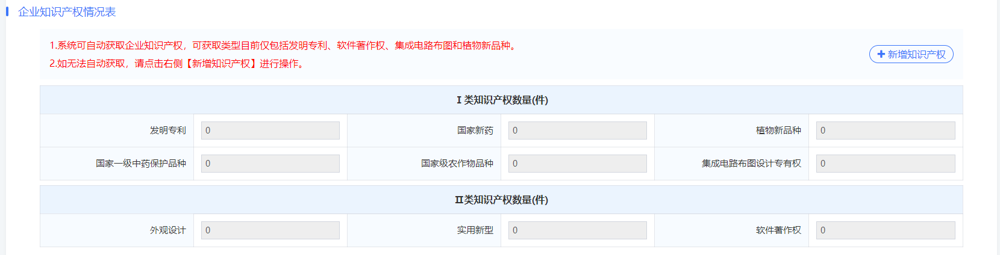 企业知识产权情况表
1.系统可自动获取企业知识产权，可获取类型目前仅包括发明专利、软件著作权、集成电路布图和植物新品种。
2.如无法自动获取，请点击右侧【新增知识产权】进行操作。
新增知识产权
Ⅰ类知识产权数量(件)
发明专利 0 国家新药 0 植物新品种 0
国家一级中药保护品种 0 国家级农作物品种 0 集成电路布图设计专有权 0
Ⅱ类知识产权数量(件)
外观设计 0 实用新型 0 软件著作权 0